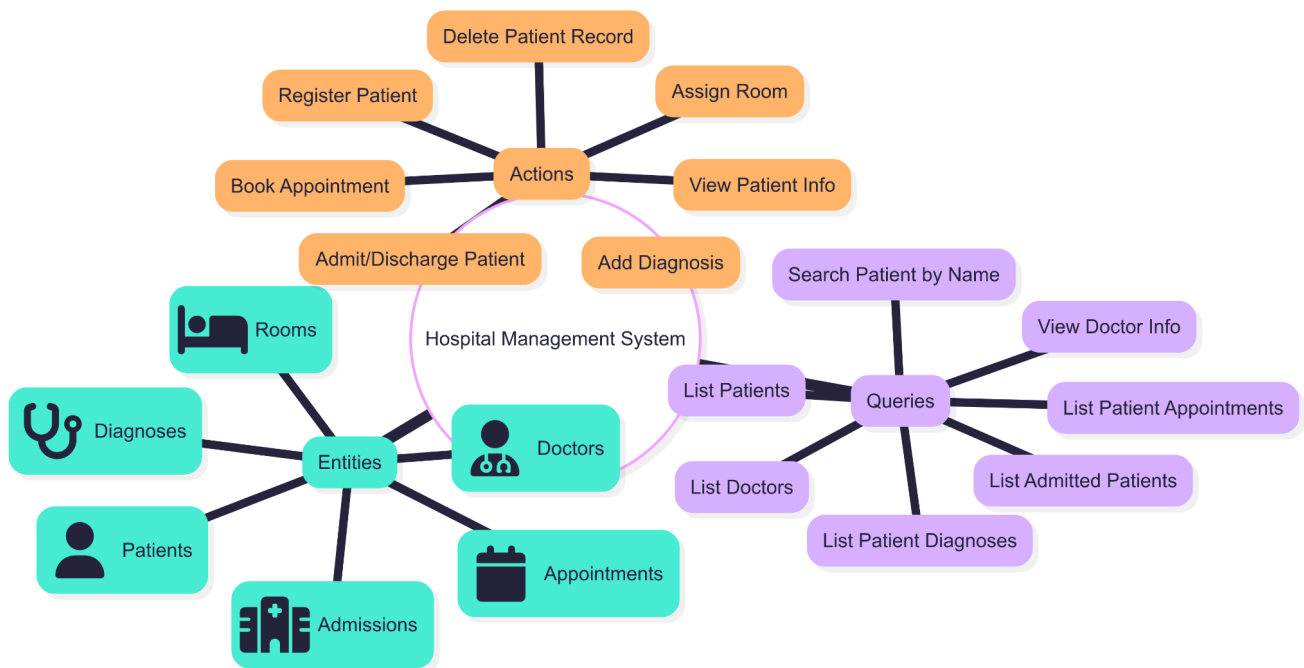 Delete Patient Record
Register Patient
Assign Room
Actions
Book Appointment
View Patient Info
Admit/Discharge Patient
Add Diagnosis
Search Patient by Name
Rooms
Hospital Management System
View Doctor Info
List Patients
Queries
List Patient Appointments
Diagnoses
Entities
Doctors
List Doctors
List Admitted Patients
Patients
List Patient Diagnoses
Appointments
Admissions